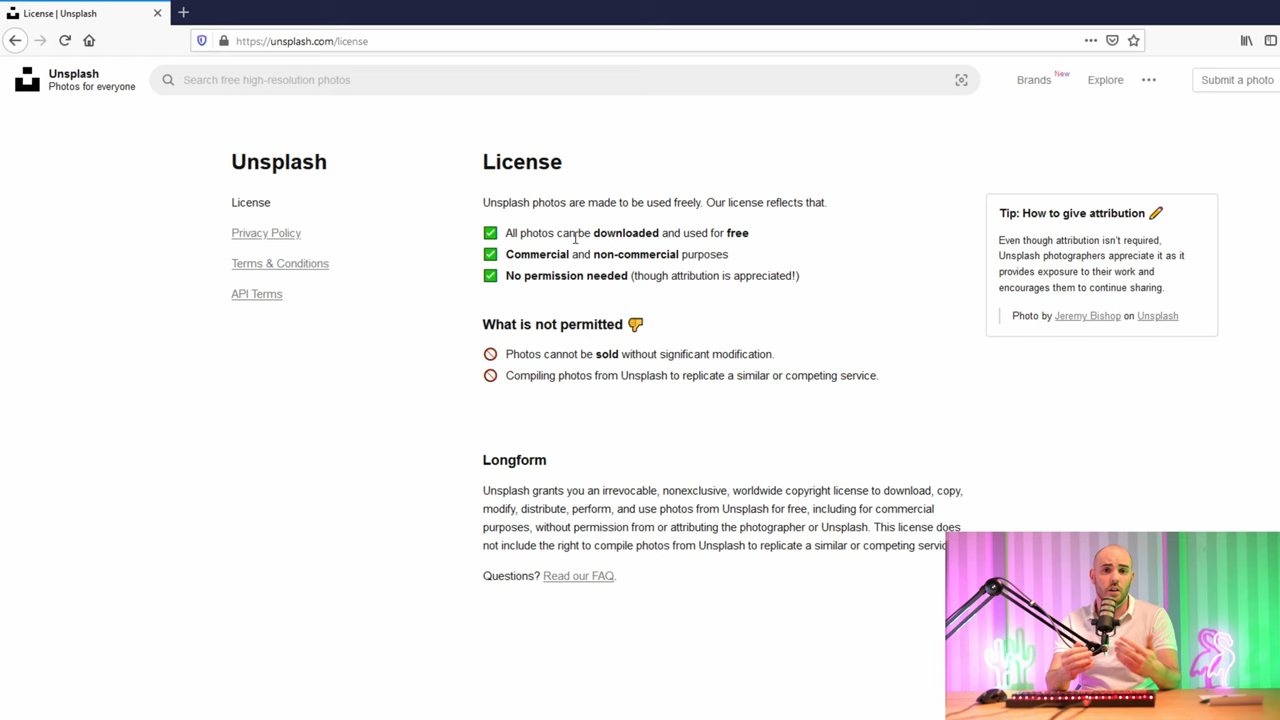 License | Unsplash
https://unsplash.com/license
Unsplash
Photos for everyone
Search free high-resolution photos
Brands New
Explore
Submit a photo
Unsplash
License
Privacy Policy
Terms & Conditions
API Terms
License
Unsplash photos are made to be used freely. Our license reflects that.
All photos can be downloaded and used for free
Commercial and non-commercial purposes
No permission needed (though attribution is appreciated!)
What is not permitted
Photos cannot be sold without significant modification.
Compiling photos from Unsplash to replicate a similar or competing service.
Longform
Unsplash grants you an irrevocable, nonexclusive, worldwide copyright license to download, copy,
modify, distribute, perform, and use photos from Unsplash for free, including for commercial
purposes, without permission from or attributing the photographer or Unsplash. This license does
not include the right to compile photos from Unsplash to replicate a similar or competing
Questions? Read our FAQ.
Tip: How to give attribution
Even though attribution isn't required,
Unsplash photographers appreciate it as it
provides exposure to their work and
encourages them to continue sharing.
Photo by Jeremy Bishop on Unsplash